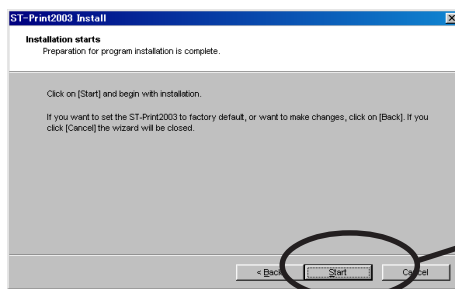 ST-Print2003 Install
Installation starts
Preparation for program installation is complete.
Click on [Start] and begin with installation.
If you want to set the ST-Print2003 to factory default, or want to make changes, click on [Back]. If you
click [Cancel] the wizard will be closed.
< Back Start Cancel